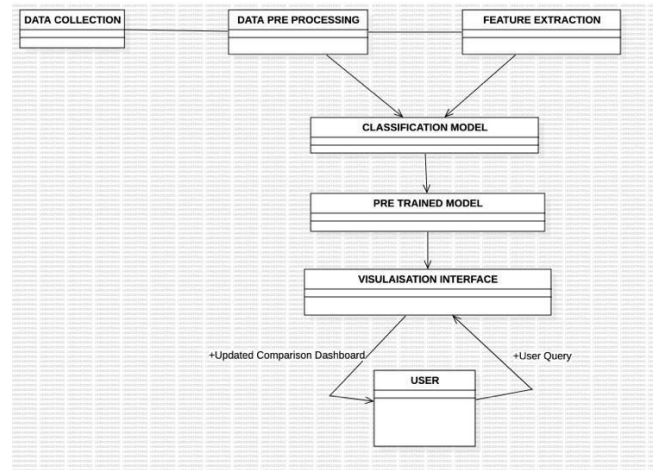 DATA COLLECTION
DATA PRE PROCESSING
FEATURE EXTRACTION
CLASSIFICATION MODEL
PRE TRAINED MODEL
VISULAISATION INTERFACE
+Updated Comparison Dashboard
+User Query
USER